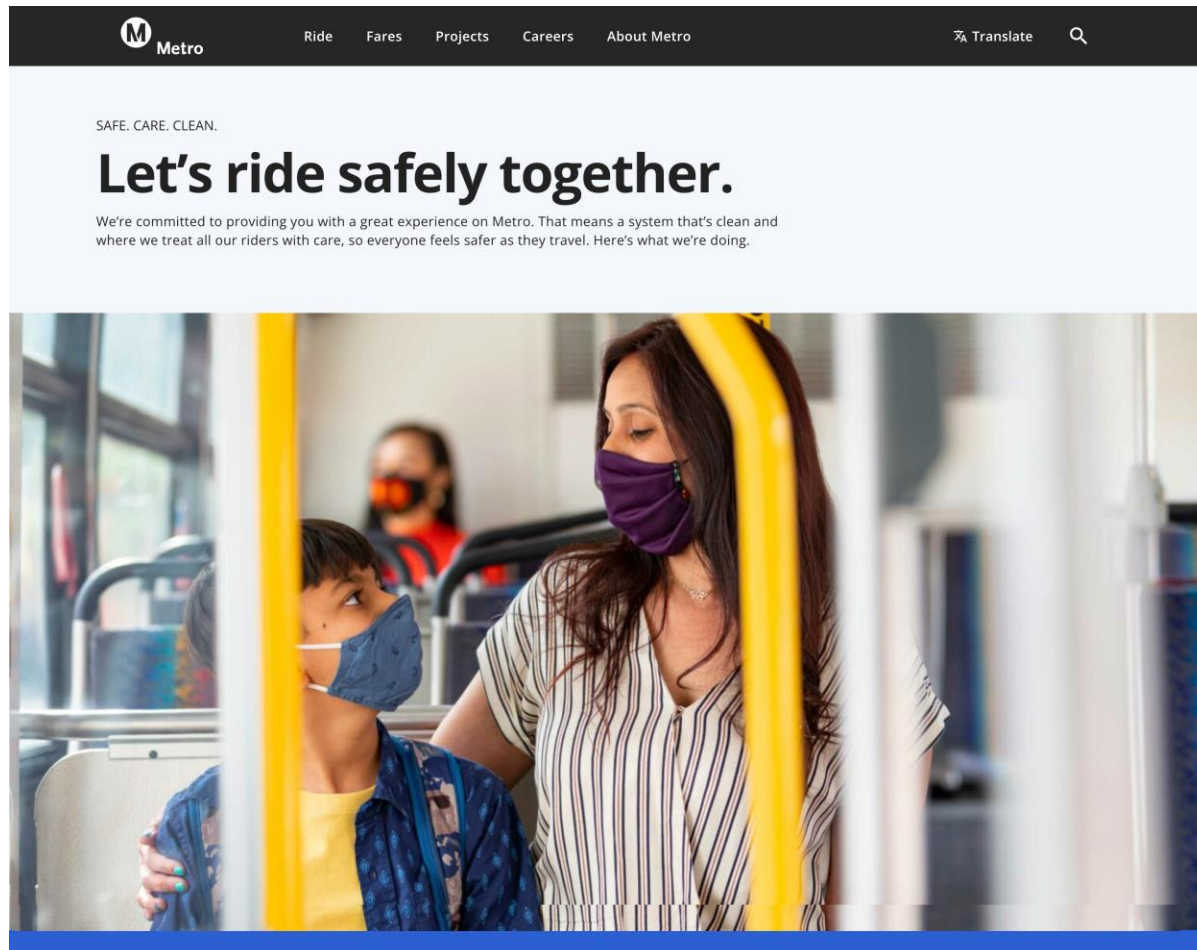 M Metro
Ride Fares Projects Careers About Metro
Translate
SAFE. CARE. CLEAN.
Let’s ride safely together.
We’re committed to providing you with a great experience on Metro. That means a system that’s clean and
where we treat all our riders with care, so everyone feels safer as they travel. Here’s what we’re doing.